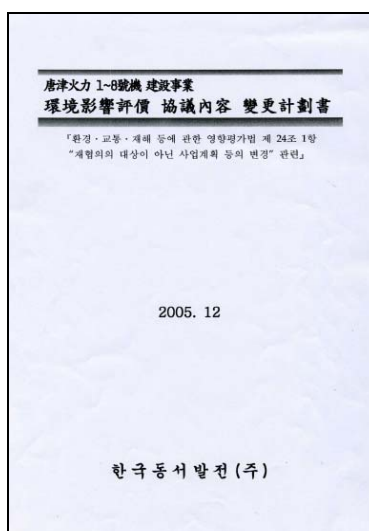 唐津火力 1~8號機 建設事業
環境影響評價 協議內容 變更計劃書
『환경·교통·재해 등에 관한 영향평가법 제 24조 1항
“재협의의 대상이 아닌 사업계획 등의 변경” 관련』
2005. 12
한국동서발전(주)